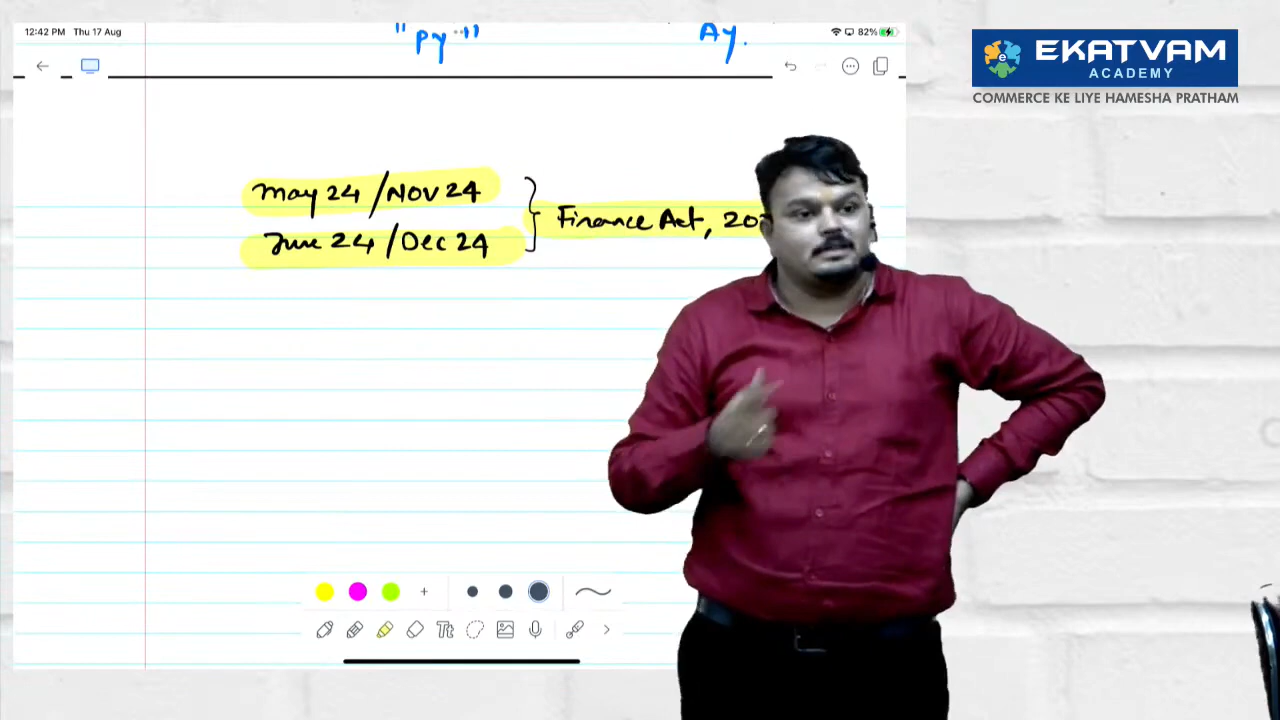 12:42 PM Thu 17 Aug
"PY"
AY.
82%
EKATVAM
ACADEMY
COMMERCE KE LIYE HAMESHA PRATHAM
May 24 / Nov 24
June 24 / Dec 24
Finance Act,
Tt